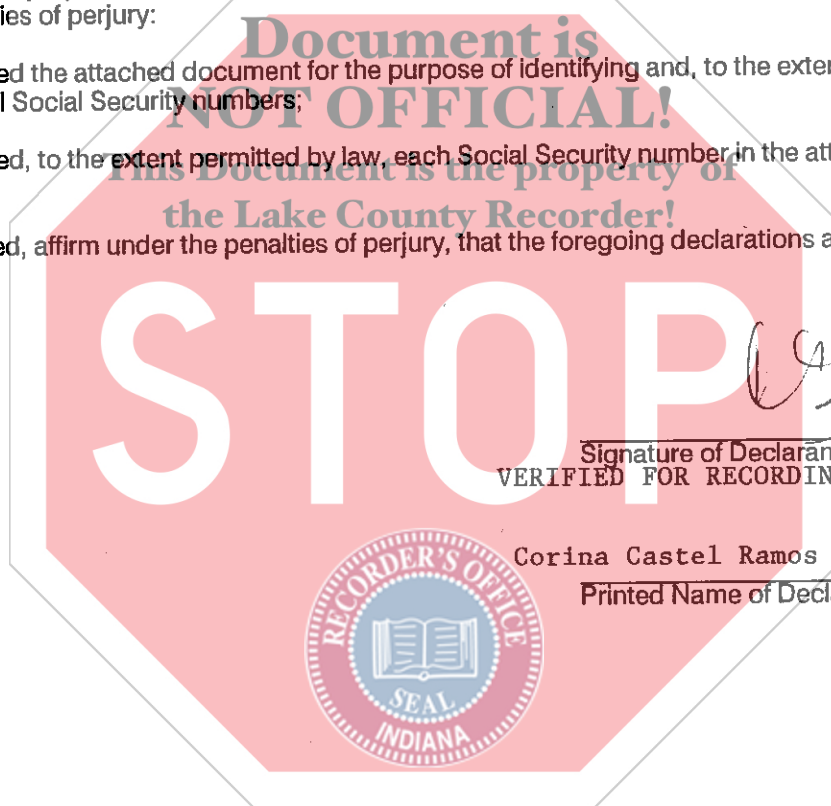 ies of perjury:
Document is
ed the attached document for the purpose of identifying and, to the exter
l Social Security numbers;
NOT OFFICIAL!
ed, to the extent permitted by law, each Social Security number in the att
This Document is the property of
the Lake County Recorder!
ed, affirm under the penalties of perjury, that the foregoing declarations a
STOP
Signature of Declaran
VERIFIED FOR RECORDIN
Corina Castel Ramos
Printed Name of Decl
RECORDER'S OFFICE
SEAL
INDIANA